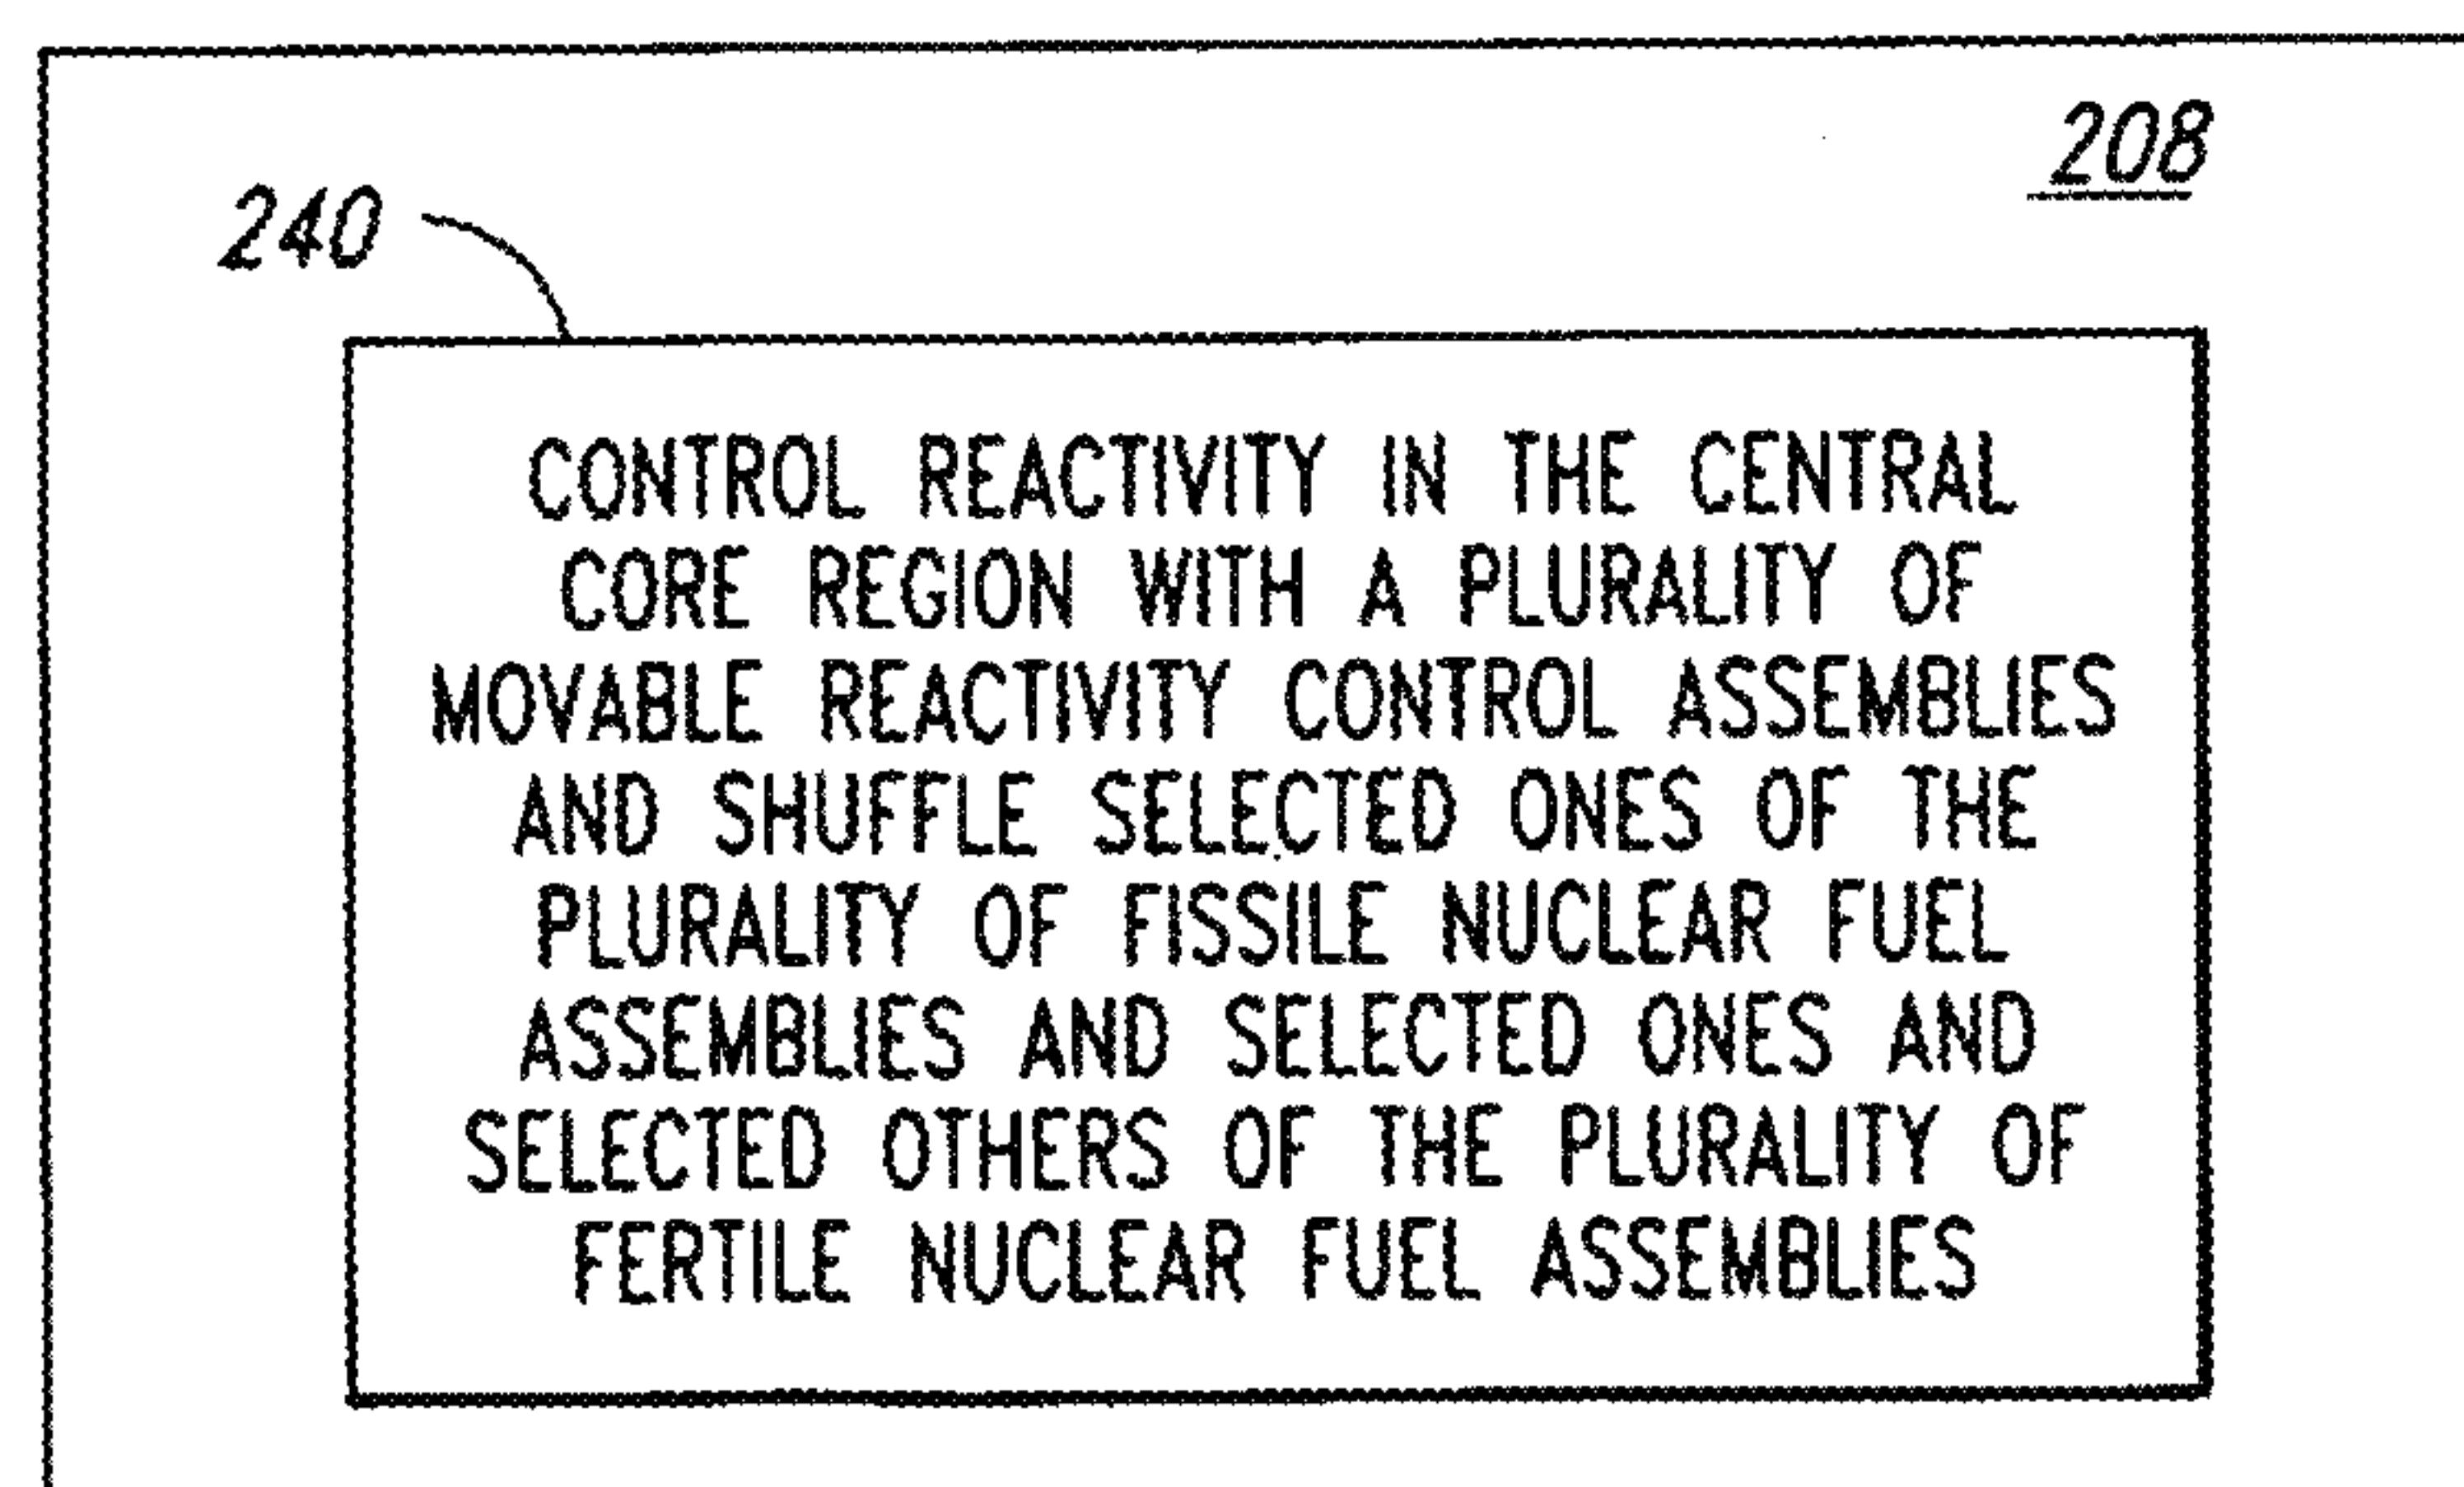 208
240
CONTROL REACTIVITY IN THE CENTRAL
CORE REGION WITH A PLURALITY OF
MOVABLE REACTIVITY CONTROL ASSEMBLIES
AND SHUFFLE SELECTED ONES OF THE
PLURALITY OF FISSILE NUCLEAR FUEL
ASSEMBLIES AND SELECTED ONES AND
SELECTED OTHERS OF THE PLURALITY OF
FERTILE NUCLEAR FUEL ASSEMBLIES